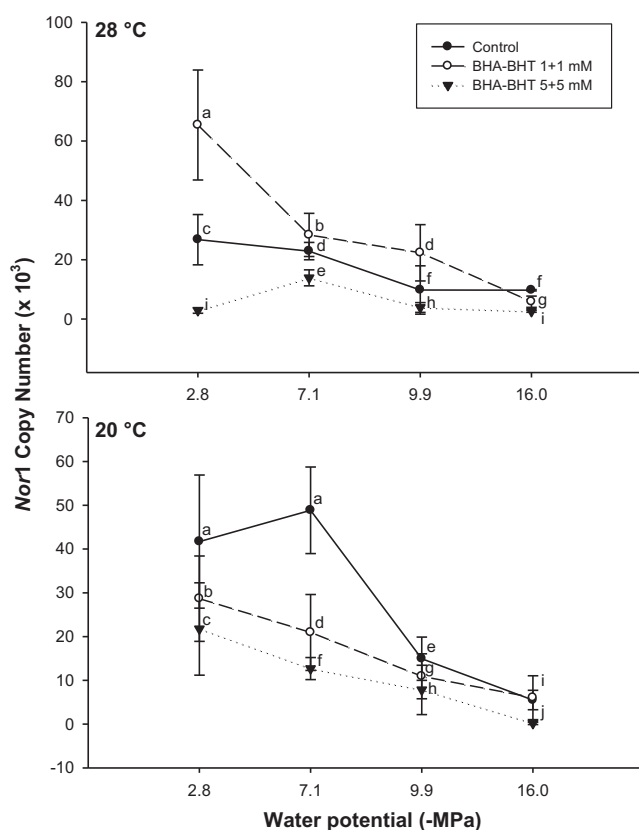 28 °C
Control
BHA-BHT 1+1 mM
BHA-BHT 5+5 mM
100
80
60
40
20
0
a
b
c
d
d
e
f
f
g
h
i
i
2.8 7.1 9.9 16.0
Nor1 Copy Number (x 10³)
20 °C
70
60
50
40
30
20
10
0
-10
a
a
b
c
d
e
f
g
h
i
j
2.8 7.1 9.9 16.0
Water potential (-MPa)